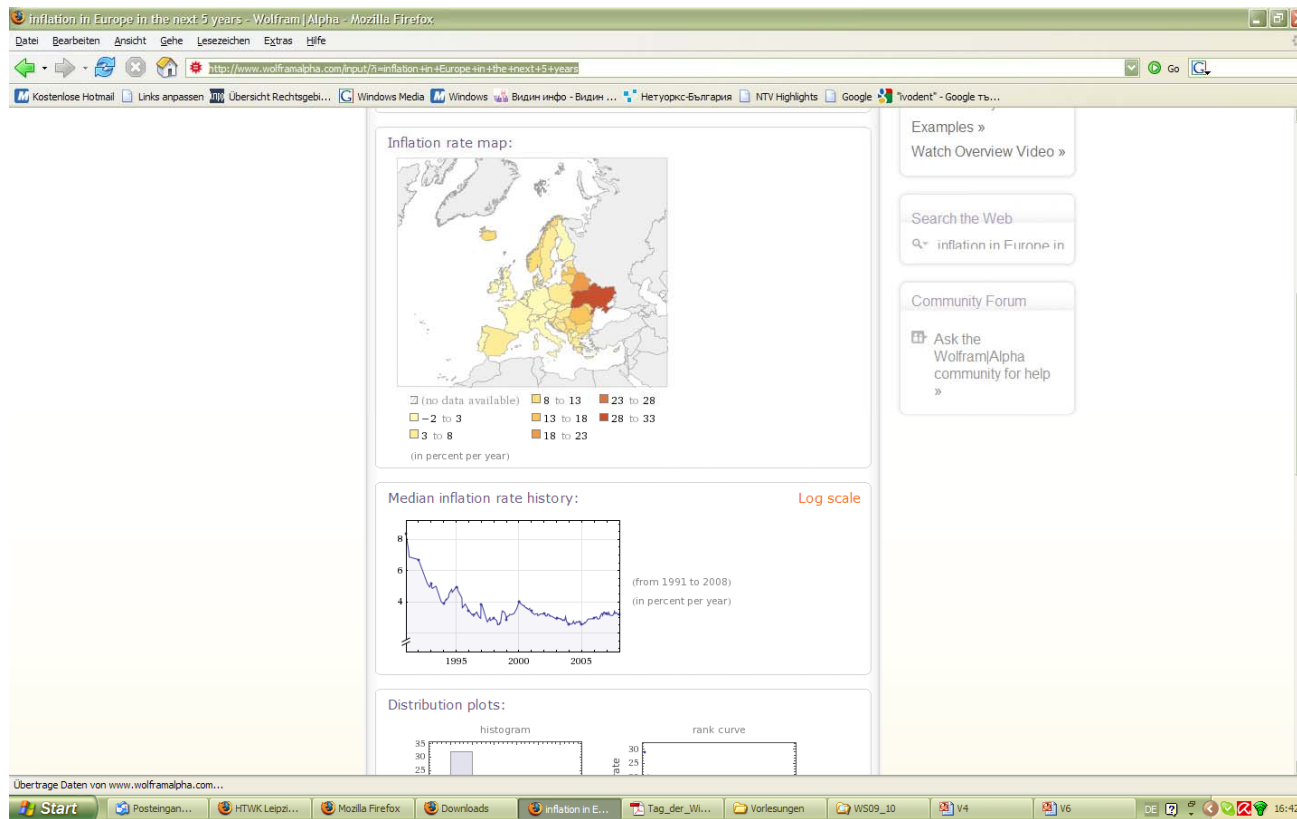 inflation in Europe in the next 5 years - Wolfram|Alpha - Mozilla Firefox
Datei Bearbeiten Ansicht Gehe Lesezeichen Extras Hilfe
http://www.wolframalpha.com/input/?i=inflation+in+Europe+in+the+next+5+years Go
Kostenlose Hotmail Links anpassen Übersicht Rechtsgebi... Windows Media Windows Видин инфо - Видин ... Нетуоркс-България NTV Highlights Google "ivodent" - Google тъ...
Examples »
Watch Overview Video »
Search the Web
inflation in Europe in
Community Forum
Ask the
Wolfram|Alpha
community for help
»
Inflation rate map:
(no data available) 8 to 13 23 to 28
−2 to 3 13 to 18 28 to 33
3 to 8 18 to 23
(in percent per year)
Median inflation rate history: Log scale
8
6
4
1995 2000 2005
(from 1991 to 2008)
(in percent per year)
Distribution plots:
histogram rank curve
35
30
25
30
25
rate
Übertrage Daten von www.wolframalpha.com...
Start Posteingan... HTWK Leipzi... Mozilla Firefox Downloads inflation in E... Tag_der_Wi... Vorlesungen WS09_10 V4 V6 DE 16:42